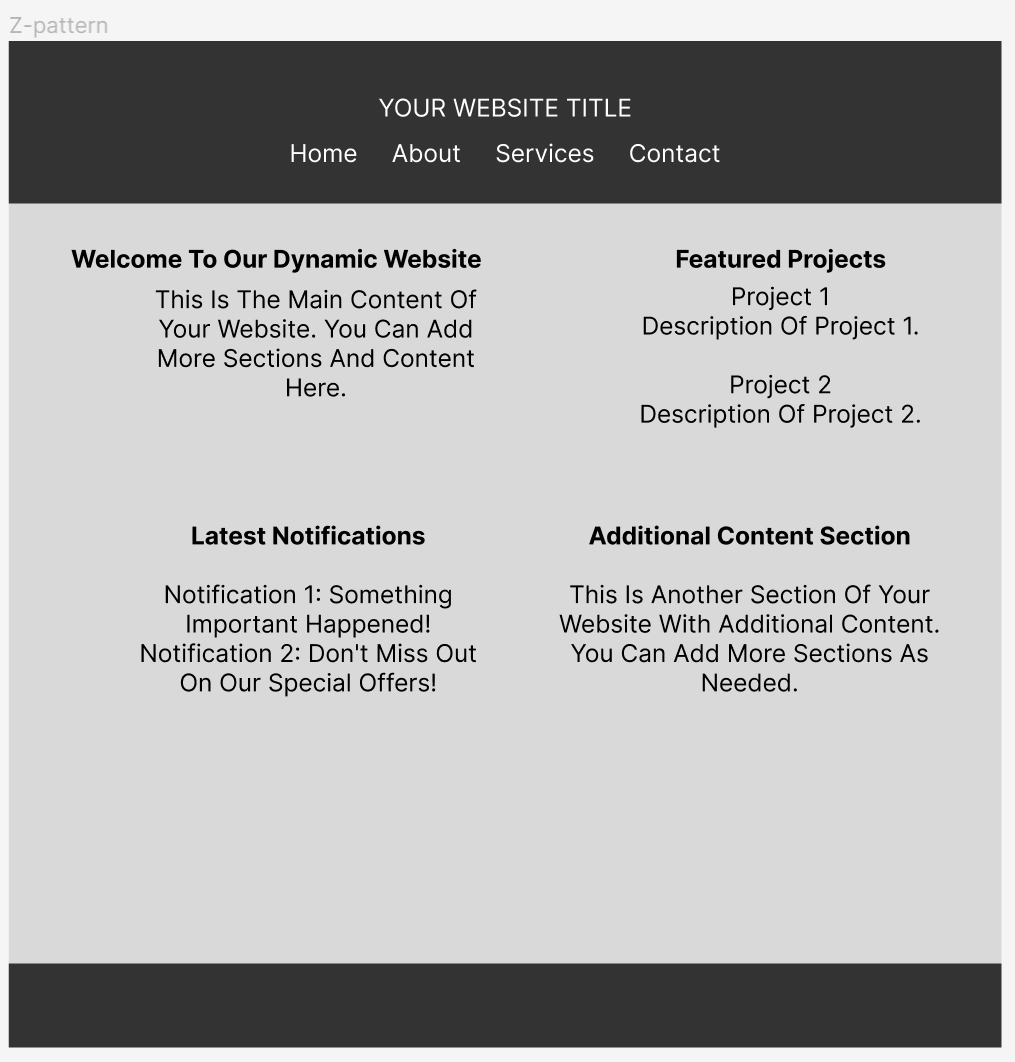 Z-pattern
YOUR WEBSITE TITLE
Home About Services Contact
Welcome To Our Dynamic Website
This Is The Main Content Of
Your Website. You Can Add
More Sections And Content
Here.
Featured Projects
Project 1
Description Of Project 1.
Project 2
Description Of Project 2.
Latest Notifications
Notification 1: Something
Important Happened!
Notification 2: Don't Miss Out
On Our Special Offers!
Additional Content Section
This Is Another Section Of Your
Website With Additional Content.
You Can Add More Sections As
Needed.